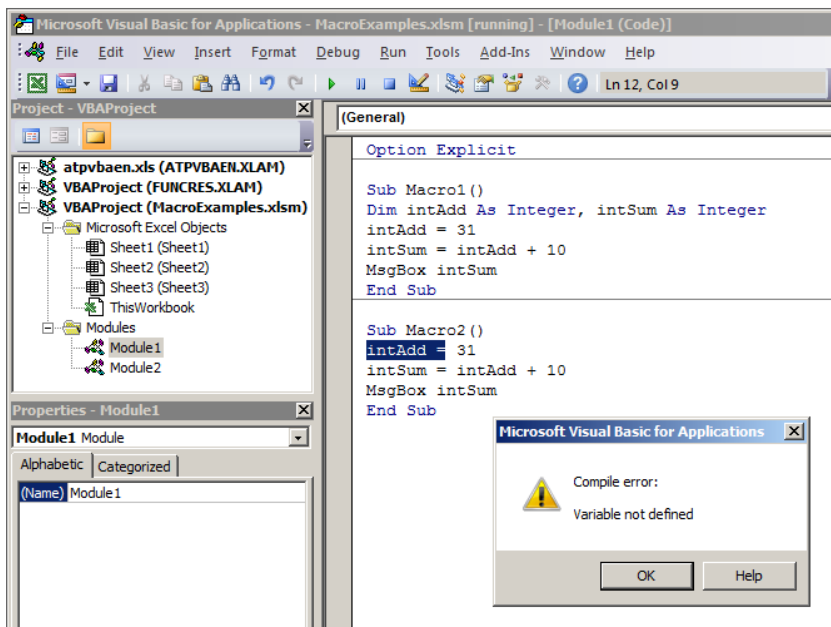 Microsoft Visual Basic for Applications - MacroExamples.xlsm [running] - [Module1 (Code)]
File Edit View Insert Format Debug Run Tools Add-Ins Window Help
Ln 12, Col 9
Project - VBAProject
atpvbaen.xls (ATPVBAEN.XLAM)
VBAProject (FUNCRES.XLAM)
VBAProject (MacroExamples.xlsm)
Microsoft Excel Objects
Sheet1 (Sheet1)
Sheet2 (Sheet2)
Sheet3 (Sheet3)
ThisWorkbook
Modules
Module1
Module2
Properties - Module1
Module1 Module
Alphabetic Categorized
(Name) Module1
(General)
Option Explicit
Sub Macro1()
Dim intAdd As Integer, intSum As Integer
intAdd = 31
intSum = intAdd + 10
MsgBox intSum
End Sub
Sub Macro2()
intAdd = 31
intSum = intAdd + 10
MsgBox intSum
End Sub
Microsoft Visual Basic for Applications
Compile error:
Variable not defined
OK Help